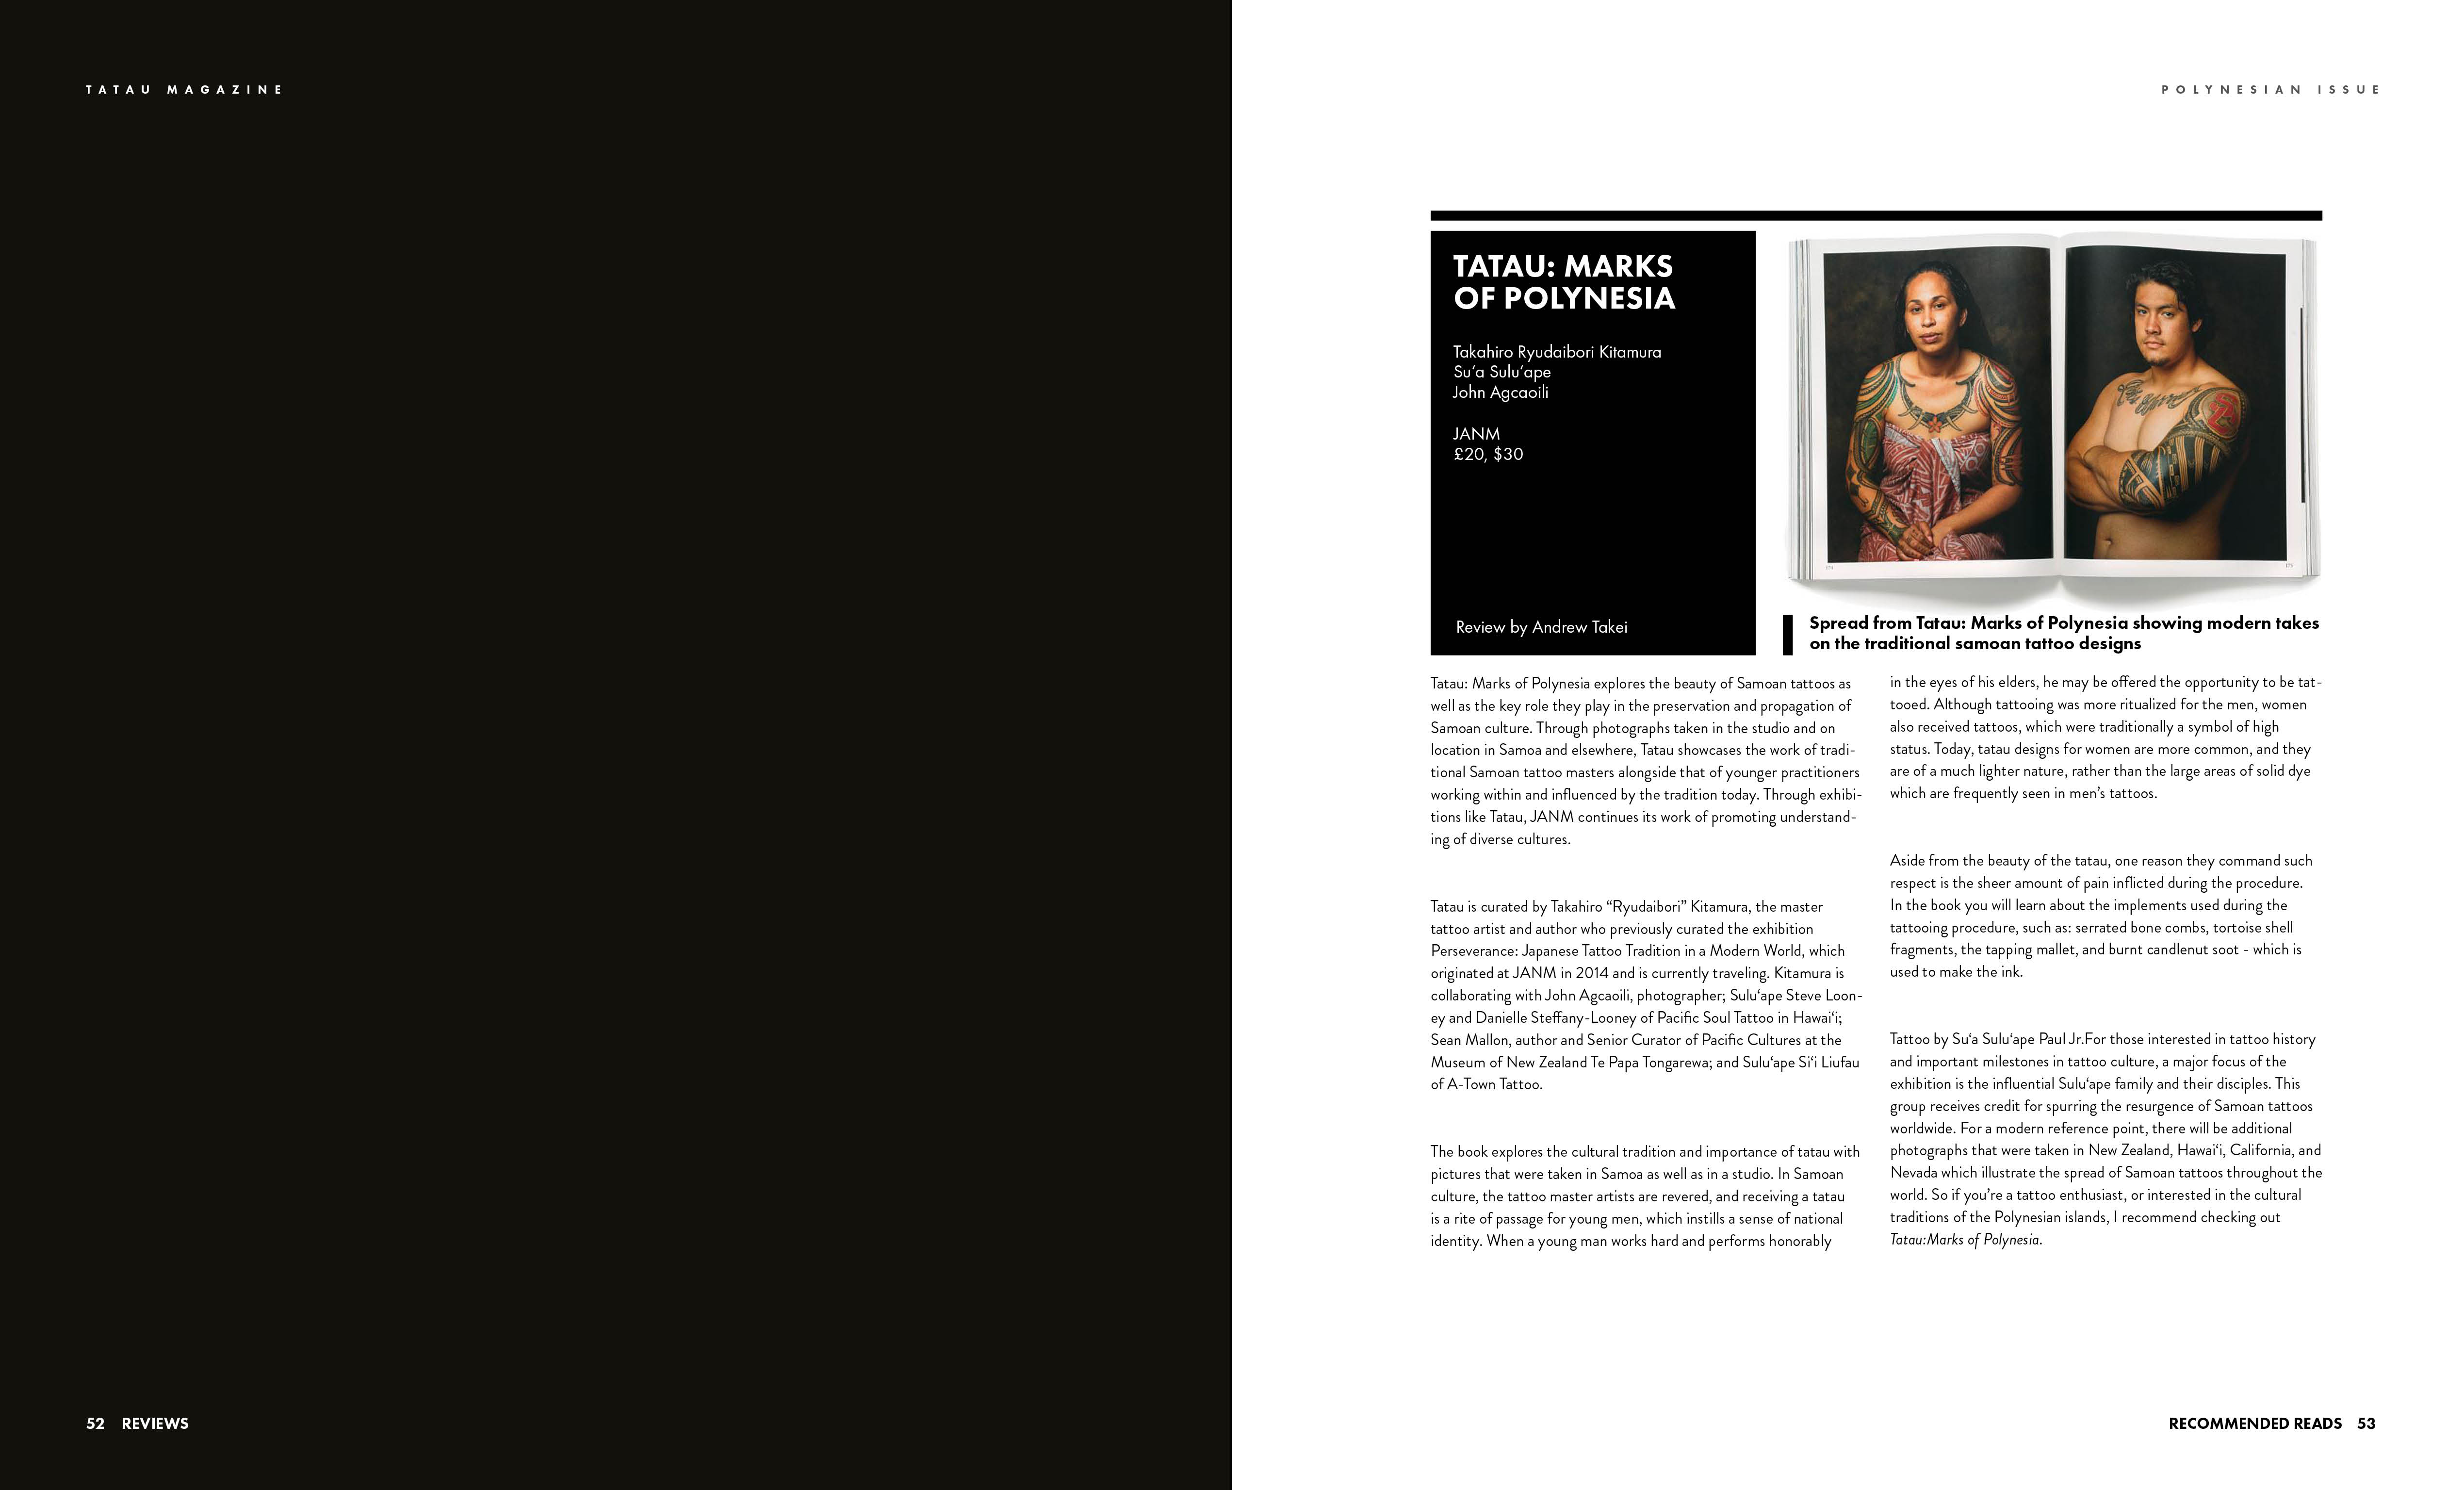 TATAU MAGAZINE
POLYNESIAN ISSUE
TATAU: MARKS
OF POLYNESIA
Takahiro Ryudaibori Kitamura
Su‘a Sulu‘ape
John Agcaoili
JANM
£20, $30
Review by Andrew Takei
174
175
Spread from Tatau: Marks of Polynesia showing modern takes
on the traditional samoan tattoo designs
Tatau: Marks of Polynesia explores the beauty of Samoan tattoos as
well as the key role they play in the preservation and propagation of
Samoan culture. Through photographs taken in the studio and on
location in Samoa and elsewhere, Tatau showcases the work of tradi-
tional Samoan tattoo masters alongside that of younger practitioners
working within and influenced by the tradition today. Through exhibi-
tions like Tatau, JANM continues its work of promoting understand-
ing of diverse cultures.
Tatau is curated by Takahiro “Ryudaibori” Kitamura, the master
tattoo artist and author who previously curated the exhibition
Perseverance: Japanese Tattoo Tradition in a Modern World, which
originated at JANM in 2014 and is currently traveling. Kitamura is
collaborating with John Agcaoili, photographer; Sulu‘ape Steve Loon-
ey and Danielle Steffany-Looney of Pacific Soul Tattoo in Hawai‘i;
Sean Mallon, author and Senior Curator of Pacific Cultures at the
Museum of New Zealand Te Papa Tongarewa; and Sulu‘ape Si‘i Liufau
of A-Town Tattoo.
The book explores the cultural tradition and importance of tatau with
pictures that were taken in Samoa as well as in a studio. In Samoan
culture, the tattoo master artists are revered, and receiving a tatau
is a rite of passage for young men, which instills a sense of national
identity. When a young man works hard and performs honorably
in the eyes of his elders, he may be offered the opportunity to be tat-
tooed. Although tattooing was more ritualized for the men, women
also received tattoos, which were traditionally a symbol of high
status. Today, tatau designs for women are more common, and they
are of a much lighter nature, rather than the large areas of solid dye
which are frequently seen in men’s tattoos.
Aside from the beauty of the tatau, one reason they command such
respect is the sheer amount of pain inflicted during the procedure.
In the book you will learn about the implements used during the
tattooing procedure, such as: serrated bone combs, tortoise shell
fragments, the tapping mallet, and burnt candlenut soot - which is
used to make the ink.
Tattoo by Su‘a Sulu‘ape Paul Jr.For those interested in tattoo history
and important milestones in tattoo culture, a major focus of the
exhibition is the influential Sulu‘ape family and their disciples. This
group receives credit for spurring the resurgence of Samoan tattoos
worldwide. For a modern reference point, there will be additional
photographs that were taken in New Zealand, Hawai‘i, California, and
Nevada which illustrate the spread of Samoan tattoos throughout the
world. So if you’re a tattoo enthusiast, or interested in the cultural
traditions of the Polynesian islands, I recommend checking out
Tatau:Marks of Polynesia.
52 REVIEWS
RECOMMENDED READS 53